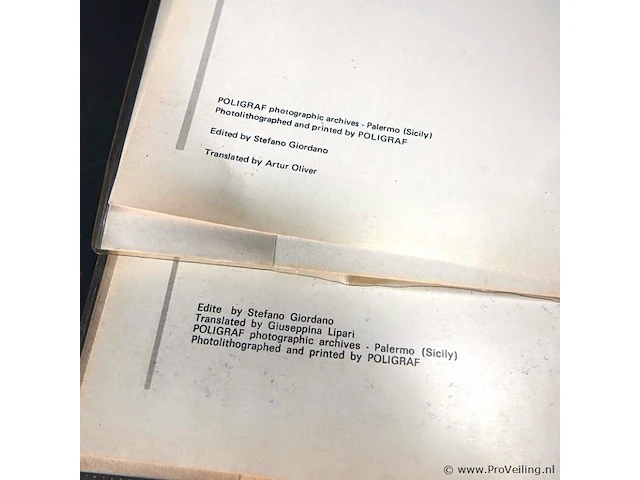 POLIGRAF photographic archives - Palermo (Sicily)
Photolithographed and printed by POLIGRAF
Edited by Stefano Giordano
Translated by Artur Oliver
Edite by Stefano Giordano
Translated by Giuseppina Lipari
POLIGRAF photographic archives - Palermo (Sicily)
Photolithographed and printed by POLIGRAF
© www.ProVeiling.nl